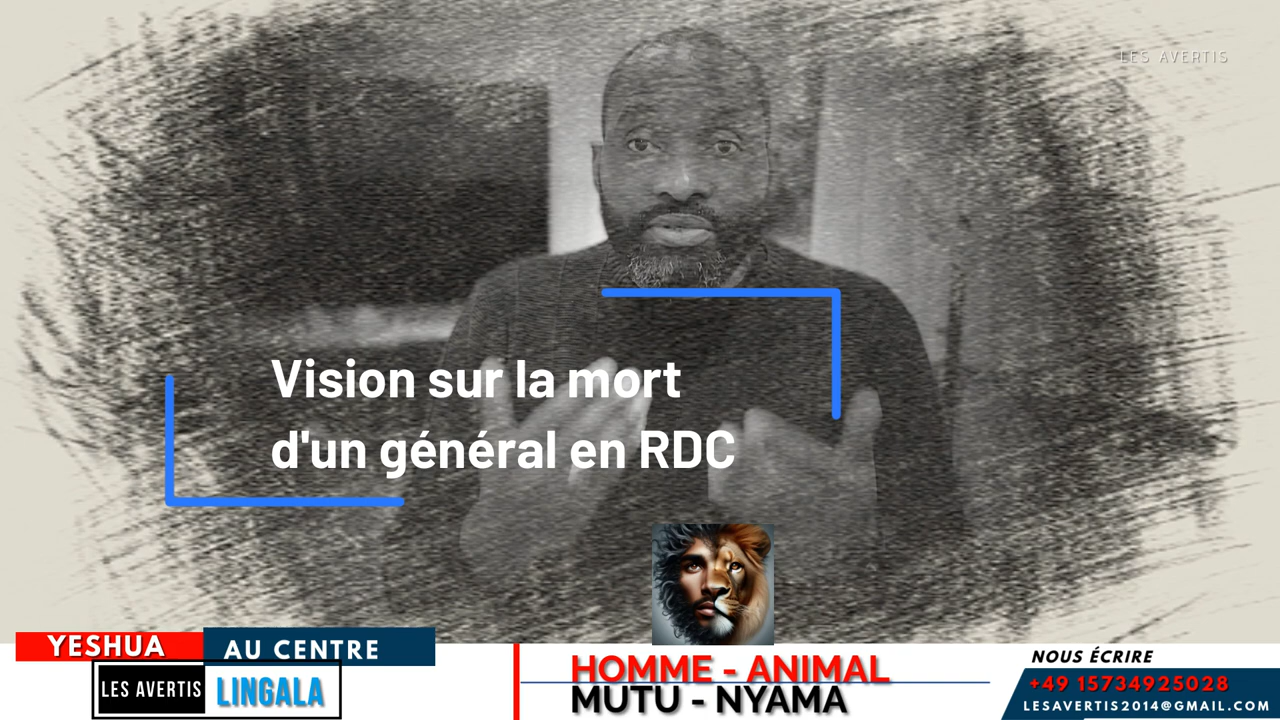 LES AVERTIS
Vision sur la mort
d'un général en RDC
YESHUA AU CENTRE
LES AVERTIS LINGALA
HOMME - ANIMAL
MUTU - NYAMA
NOUS ÉCRIRE
+49 15734925028
LESAVERTIS2014@GMAIL.COM